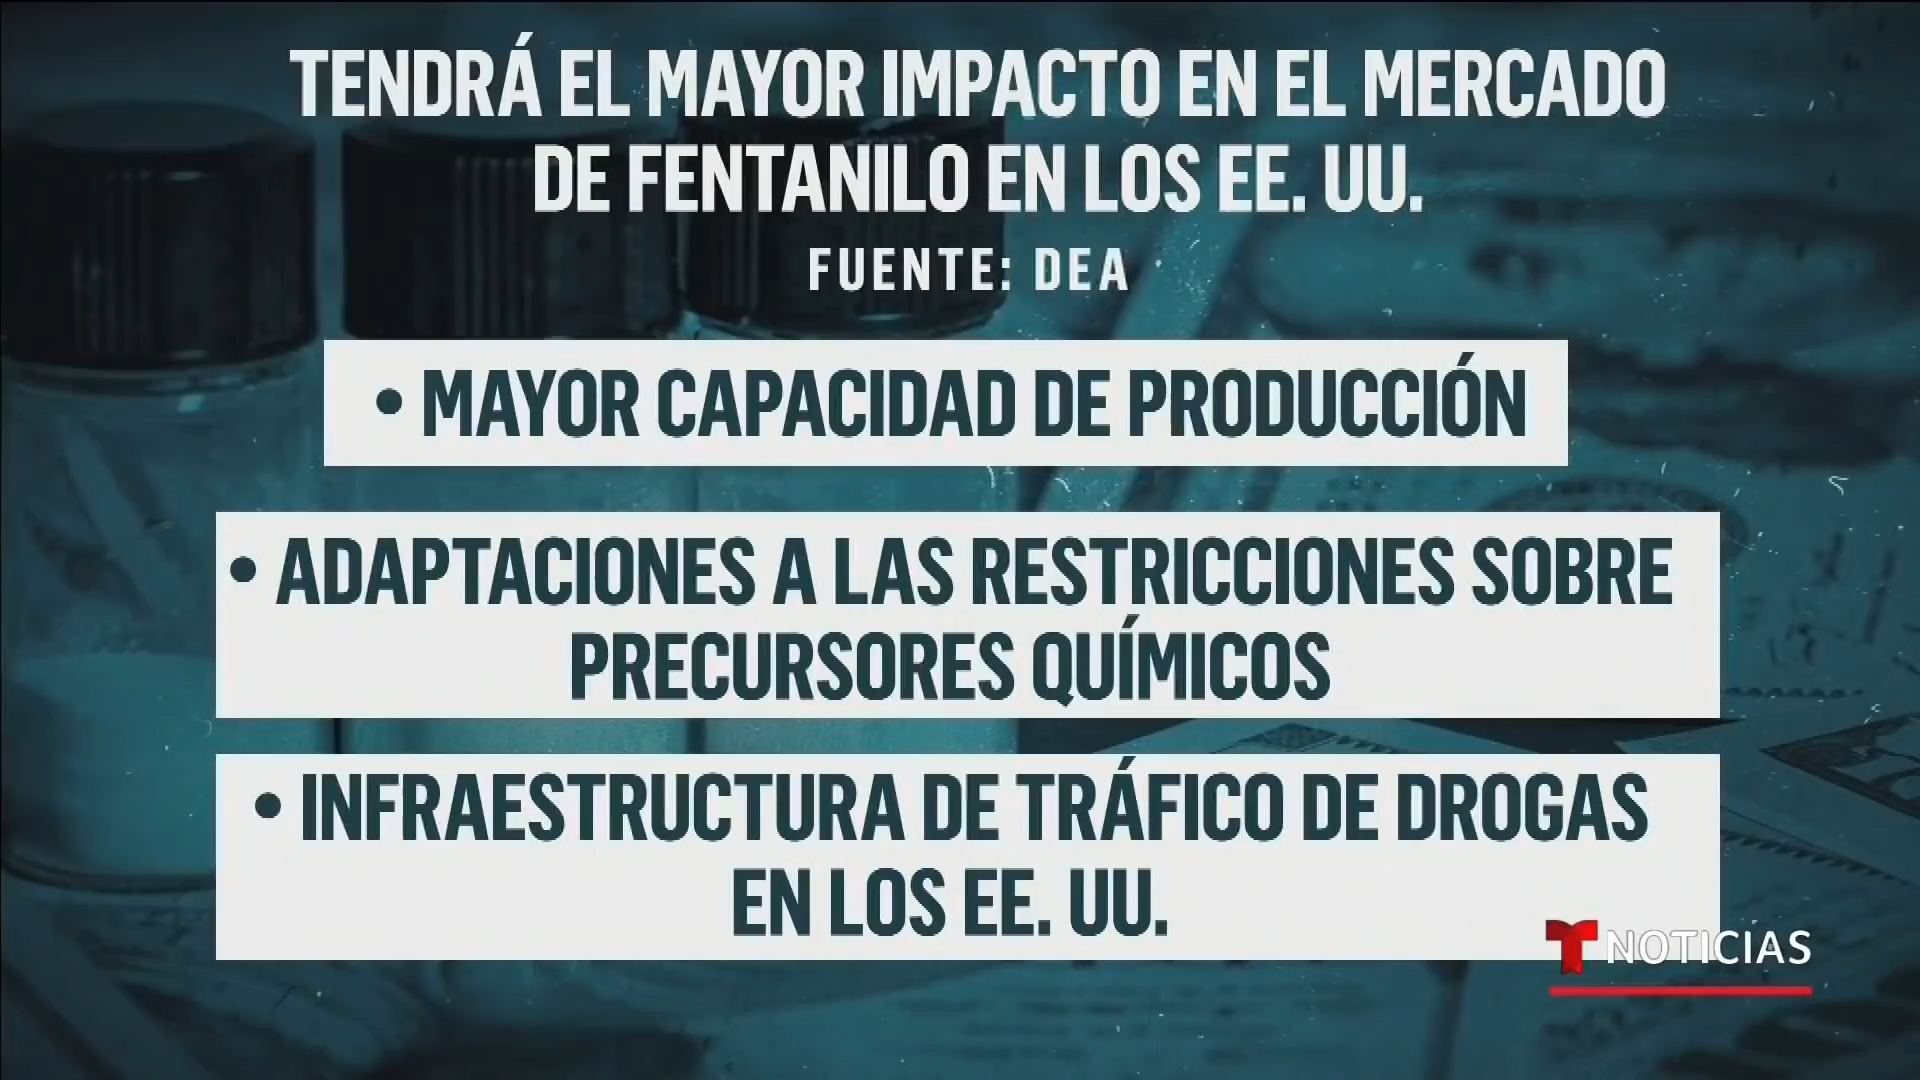 TENDRÁ EL MAYOR IMPACTO EN EL MERCADO
DE FENTANILO EN LOS EE. UU.
FUENTE: DEA
• MAYOR CAPACIDAD DE PRODUCCIÓN
• ADAPTACIONES A LAS RESTRICCIONES SOBRE
PRECURSORES QUÍMICOS
• INFRAESTRUCTURA DE TRÁFICO DE DROGAS
EN LOS EE. UU.
NOTICIAS